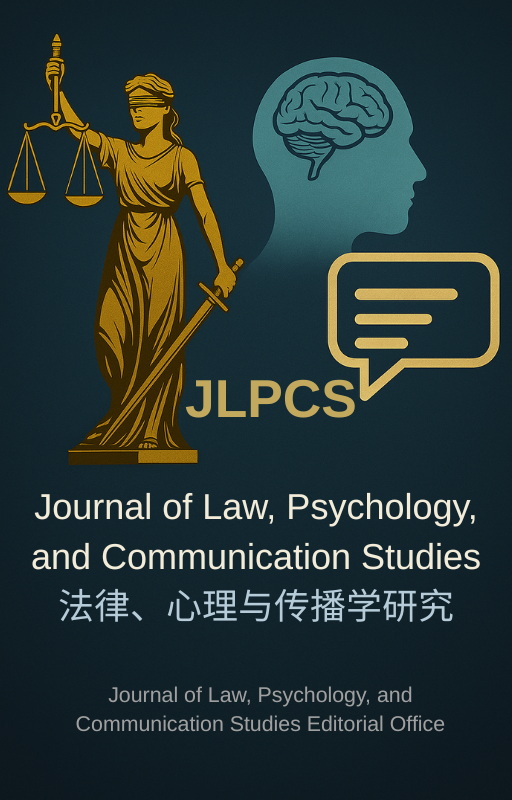 JLPCS
Journal of Law, Psychology,
and Communication Studies
法律、心理与传播学研究
Journal of Law, Psychology, and
Communication Studies Editorial Office